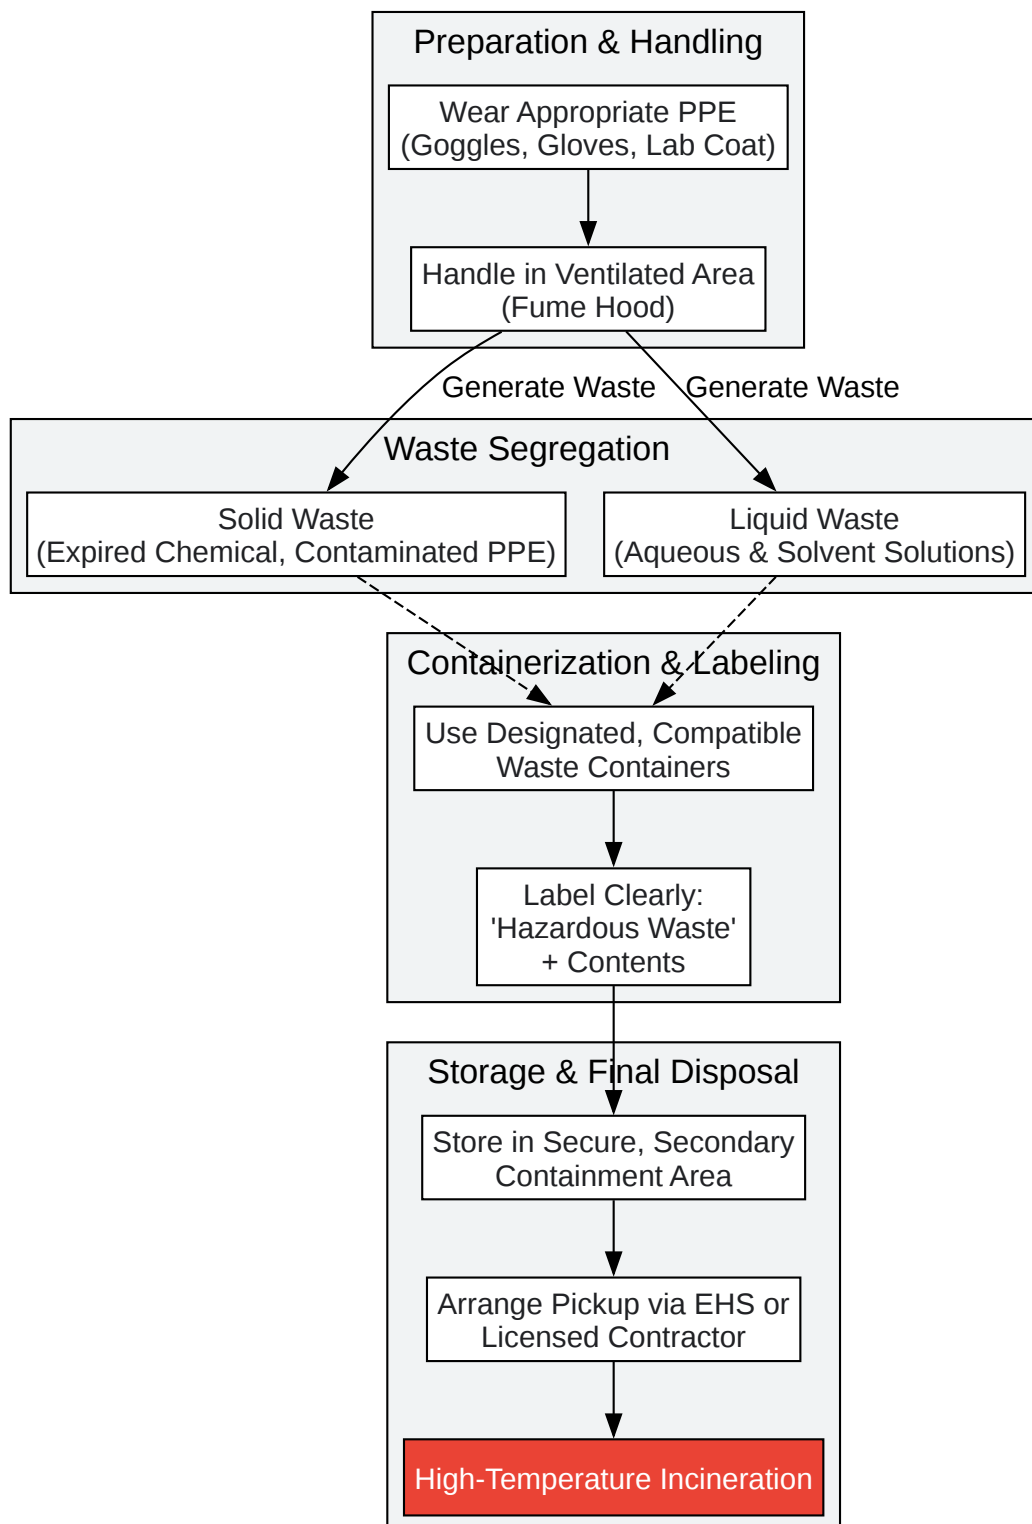 Preparation & Handling
Wear Appropriate PPE
(Goggles, Gloves, Lab Coat)
Handle in Ventilated Area
(Fume Hood)
Generate Waste
Generate Waste
Waste Segregation
Solid Waste
(Expired Chemical, Contaminated PPE)
Liquid Waste
(Aqueous & Solvent Solutions)
Containerization & Labeling
Use Designated, Compatible
Waste Containers
Label Clearly:
'Hazardous Waste'
+ Contents
Storage & Final Disposal
Store in Secure, Secondary
Containment Area
Arrange Pickup via EHS or
Licensed Contractor
High-Temperature Incineration